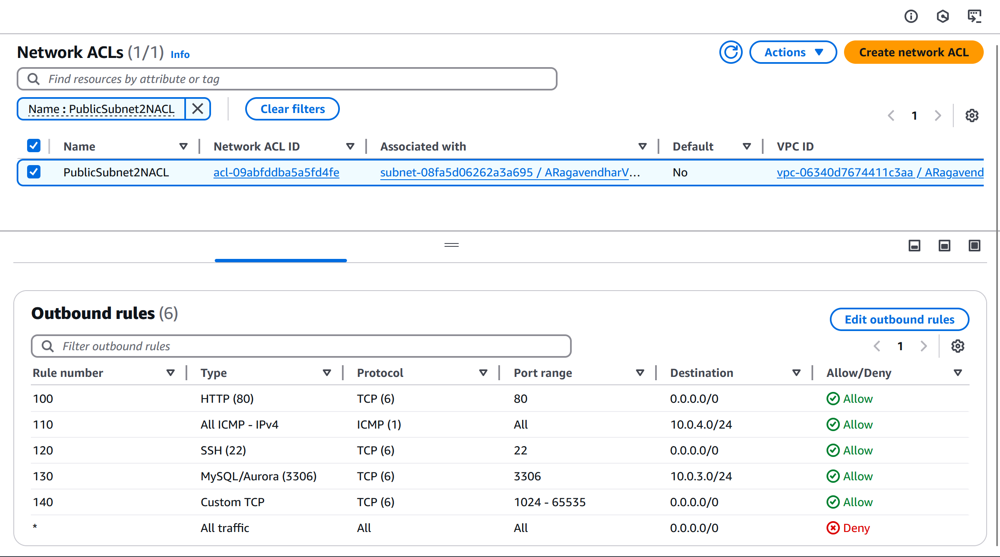 Network ACLs (1/1) Info
Actions
Create network ACL
Find resources by attribute or tag
Name : PublicSubnet2NACL
Clear filters
1
Name Network ACL ID Associated with Default VPC ID
PublicSubnet2NACL acl-09abfddba5a5fd4fe subnet-08fa5d06262a3a695 / ARagavendharV... No vpc-06340d7674411c3aa / ARagavend
Outbound rules (6)
Edit outbound rules
Filter outbound rules
1
Rule number Type Protocol Port range Destination Allow/Deny
100 HTTP (80) TCP (6) 80 0.0.0.0/0 Allow
110 All ICMP - IPv4 ICMP (1) All 10.0.4.0/24 Allow
120 SSH (22) TCP (6) 22 0.0.0.0/0 Allow
130 MySQL/Aurora (3306) TCP (6) 3306 10.0.3.0/24 Allow
140 Custom TCP TCP (6) 1024 - 65535 0.0.0.0/0 Allow
* All traffic All All 0.0.0.0/0 Deny